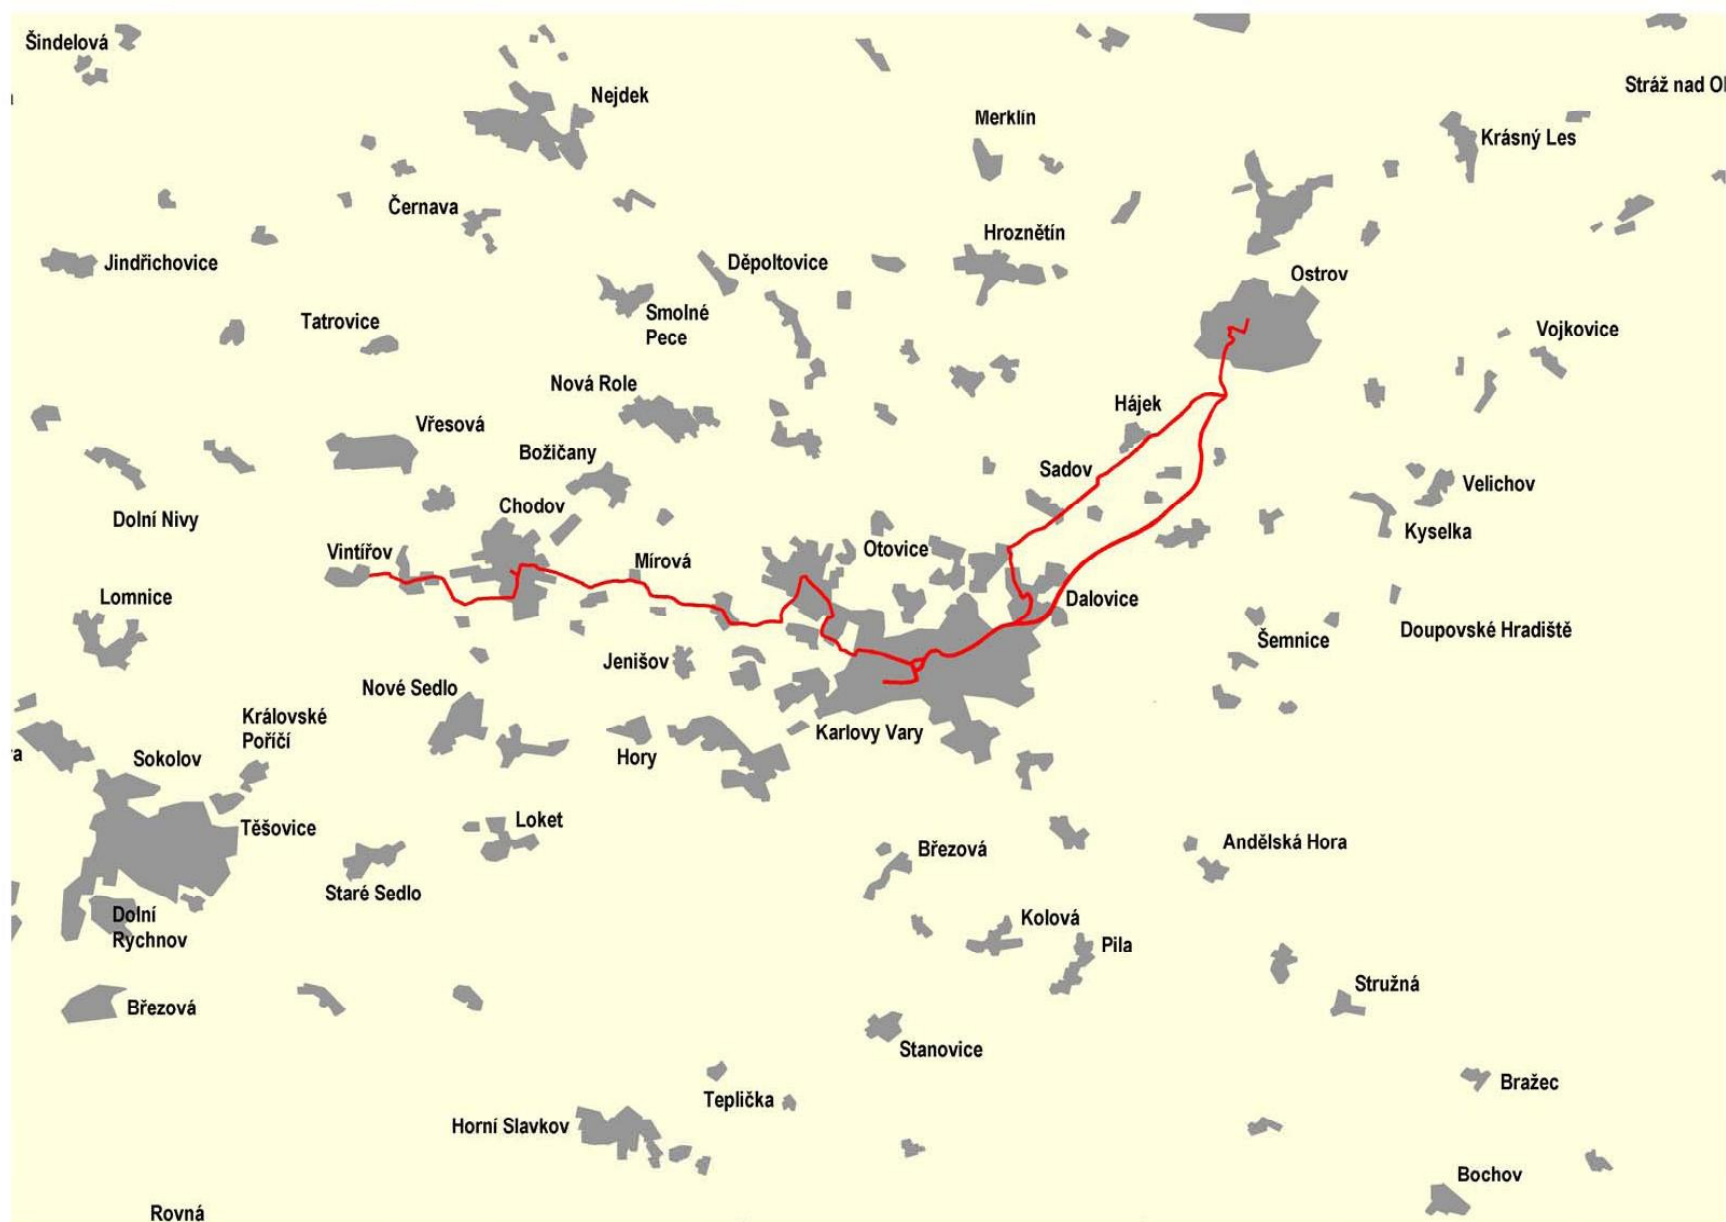 Šindelová
Stráž nad Ol
Nejdek
Merklín
Krásný Les
Černava
Hroznětín
Jindřichovice
Děpoltovice
Ostrov
Smolné
Pece
Tatrovice
Vojkovice
Nová Role
Hájek
Vřesová
Božičany
Sadov
Velichov
Chodov
Dolní Nivy
Kyselka
Vintířov
Mírová
Otovice
Lomnice
Dalovice
Šemnice
Doupovské Hradiště
Jenišov
Nové Sedlo
Královské
Poříčí
Karlovy Vary
ra
Sokolov
Hory
Loket
Těšovice
Andělská Hora
Březová
Staré Sedlo
Dolní
Rychnov
Kolová
Pila
Stružná
Březová
Stanovice
Bražec
Teplička
Horní Slavkov
Bochov
Rovná